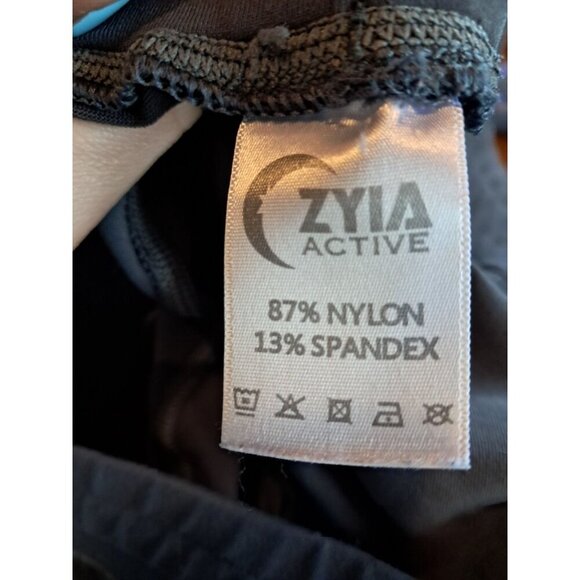 ZYIA
ACTIVE
87% NYLON
13% SPANDEX